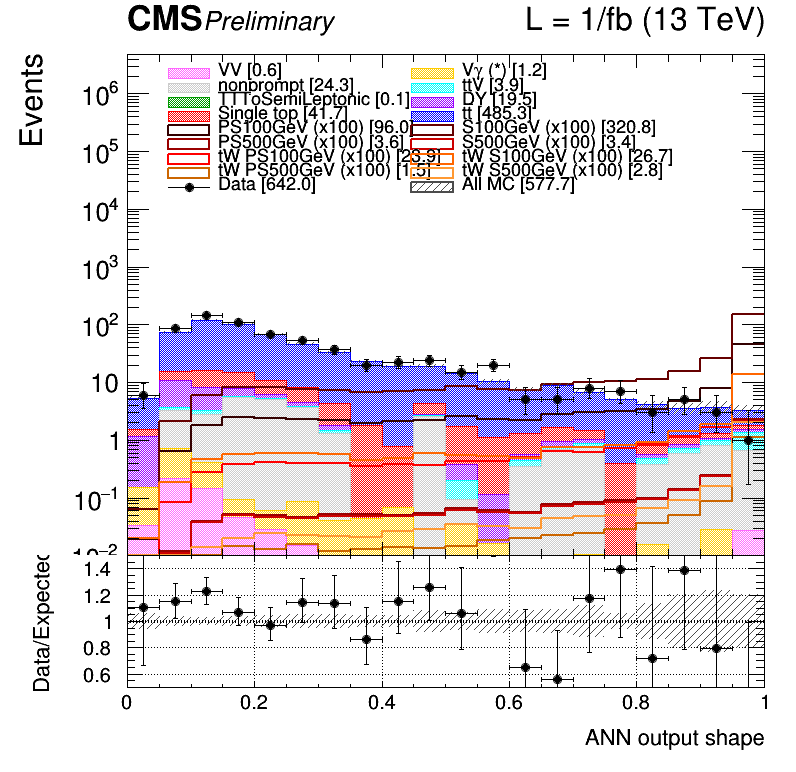 CMS Preliminary L = 1/fb (13 TeV)
Events
VV [0.6] Vγ (*) [1.2]
nonprompt [24.3] ttV [3.9]
TTToSemiLeptonic [0.1] DY [19.5]
Single top [41.7] tt [485.3]
PS100GeV (x100) [96.0] S100GeV (x100) [320.8]
PS500GeV (x100) [3.6] S500GeV (x100) [3.4]
tW PS100GeV (x100) [23.9] tW S100GeV (x100) [26.7]
tW PS500GeV (x100) [1.5] tW S500GeV (x100) [2.8]
Data [642.0] All MC [577.7]
10⁶
10⁵
10⁴
10³
10²
10
1
10⁻¹
10⁻²
Data/Expected
1.4
1.2
1
0.8
0.6
0 0.2 0.4 0.6 0.8 1
ANN output shape